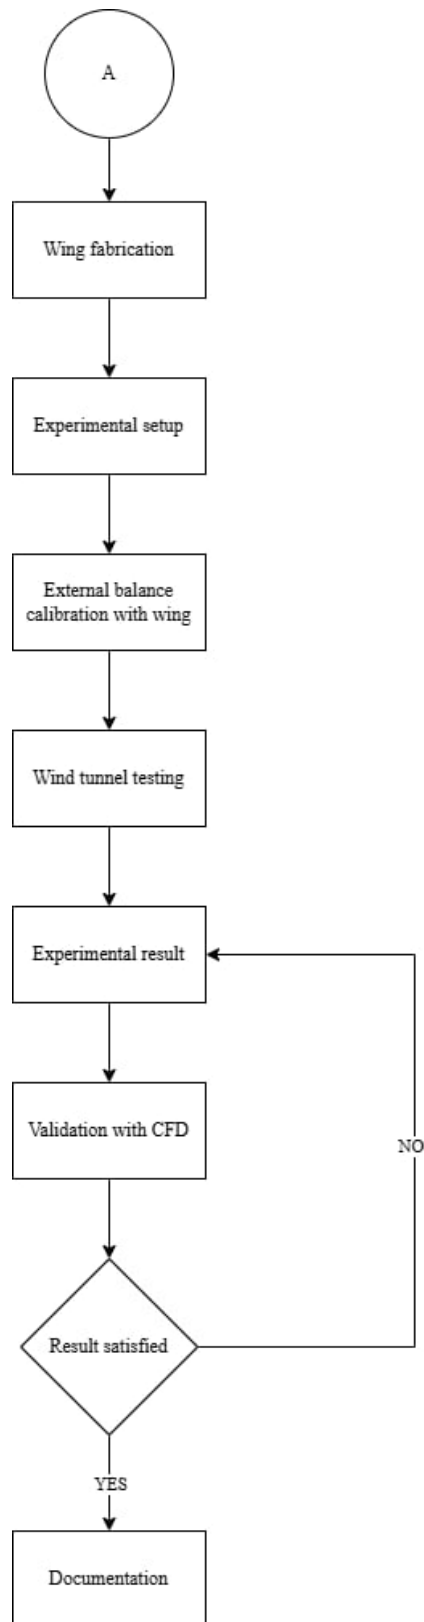 A
Wing fabrication
Experimental setup
External balance
calibration with wing
Wind tunnel testing
Experimental result
Validation with CFD
NO
Result satisfied
YES
Documentation